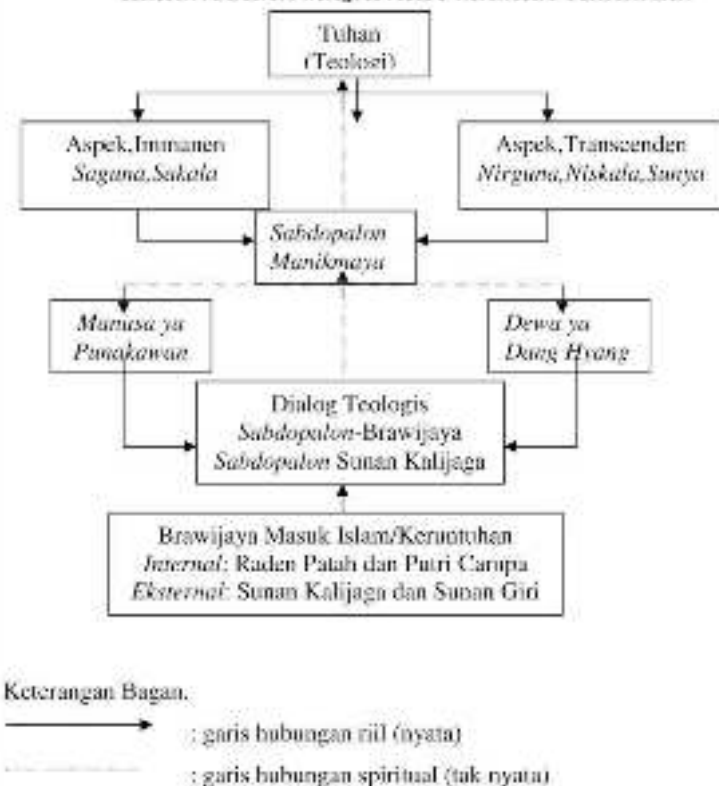 Tuhan
(Teologi)
Aspek,Immanen
Saguna,Sakala
Aspek,Transcenden
Nirguna,Niskala,Sunya
Sabdopalon
Manikmaya
Manusa ya
Punakawan
Dewa ya
Dang Hyang
Dialog Teologis
Sabdopalon-Brawijaya
Sabdopalon Sunan Kalijaga
Brawijaya Masuk Islam/Keruntuhan
Internal: Raden Patah dan Putri Campa
Eksternal: Sunan Kalijaga dan Sunan Giri
Keterangan Bagan.
: garis hubungan riil (nyata)
: garis hubungan spiritual (tak nyata)